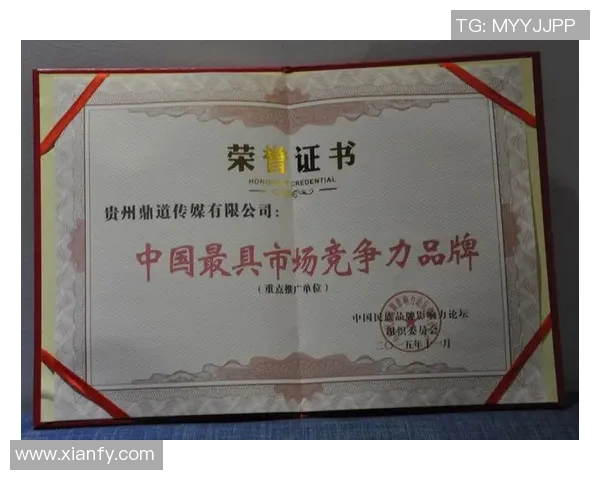 TG: MYYJJPP
荣誉证书
HONOR CREDENTIAL
贵州鼎道传媒有限公司：
中国最具市场竞争力品牌
（重点推广单位）
中国民族品牌影响力论坛
组织委员会
二〇一五年十一月
www.xianfy.com